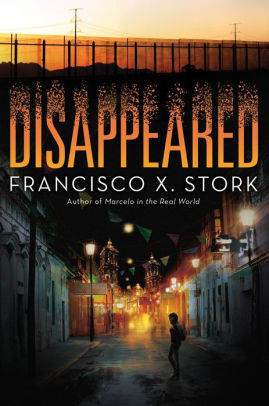 DISAPPEARED
FRANCISCO X. STORK
Author of Marcelo in the Real World